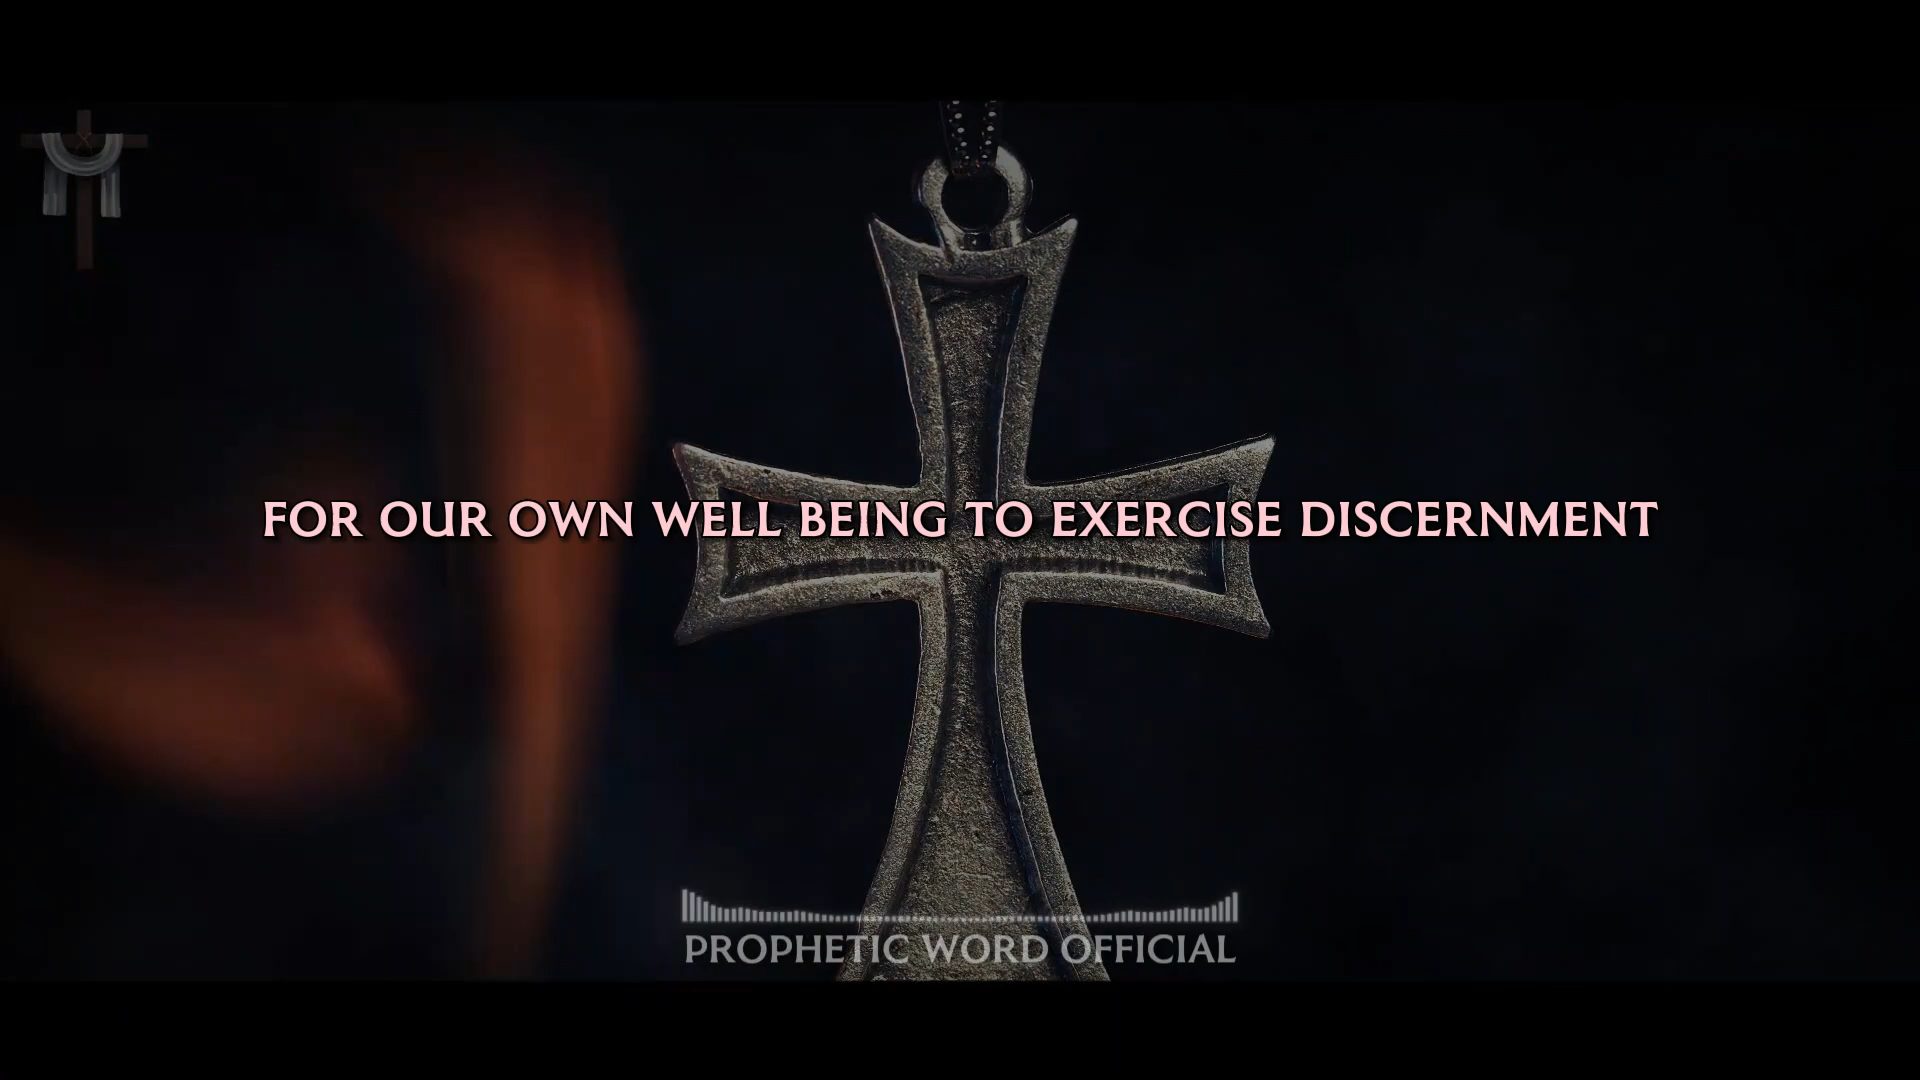 FOR OUR OWN WELL BEING TO EXERCISE DISCERNMENT
PROPHETIC WORD OFFICIAL